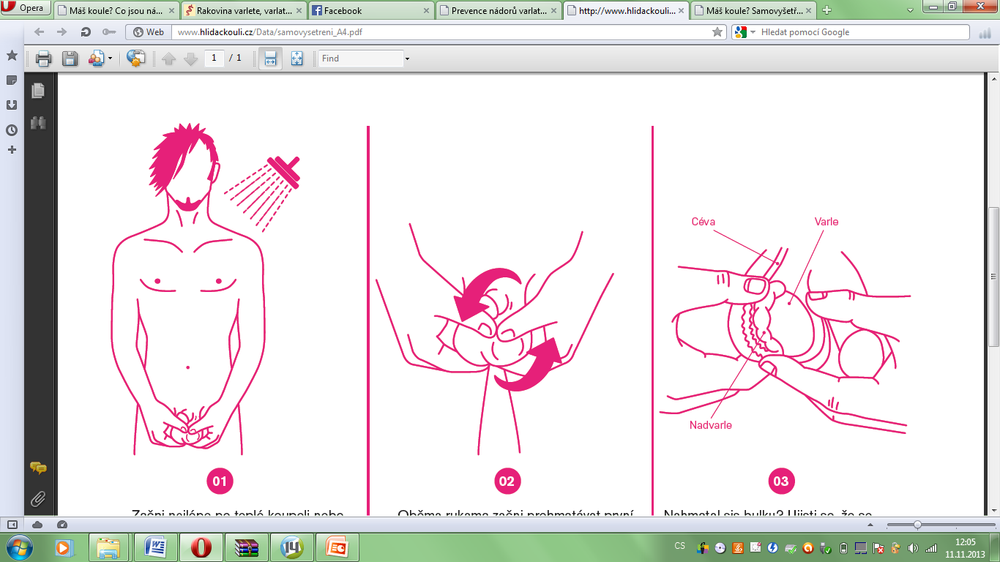 Opera
Máš koule? Co jsou ná...
Rakovina varlete, varlat...
Facebook
Prevence nádorů varlat...
http://www.hlidackouli...
Máš koule? Samovyšetř...
Web
www.hlidackouli.cz/Data/samovysetreni_A4.pdf
Hledat pomocí Google
1 / 1
Find
Céva
Varle
Nadvarle
01
02
03
Začni nejlépe po teplé koupeli nebo
Oběma rukama začni prohmatávat první
Nahmatal sis bulku? Ujisti se, že se
CS
12:05
11.11.2013